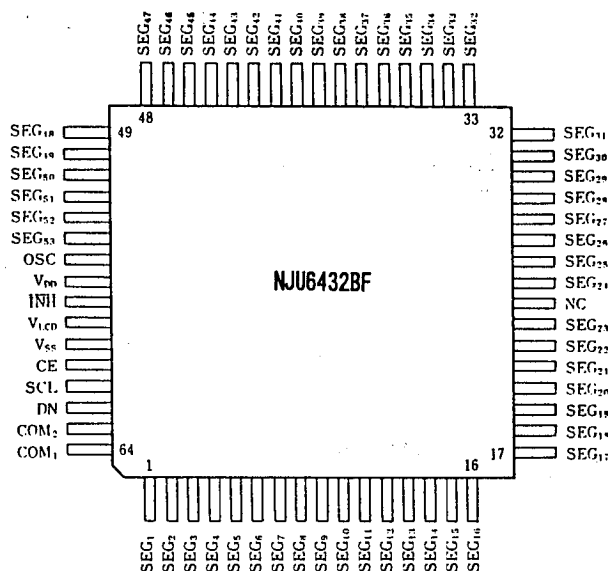 SEG47 SEG46 SEG45 SEG44 SEG43 SEG42 SEG41 SEG40 SEG39 SEG38 SEG37 SEG36 SEG35 SEG34 SEG33 SEG32
48 33
49 32
SEG48
SEG49
SEG50
SEG51
SEG52
SEG53
OSC
VDD
INH
VLCD
VSS
CE
SCL
DN
COM2
COM1
NJU6432BF
SEG31
SEG30
SEG29
SEG28
SEG27
SEG26
SEG25
SEG24
NC
SEG23
SEG22
SEG21
SEG20
SEG19
SEG18
SEG17
64 17
1 16
SEG1 SEG2 SEG3 SEG4 SEG5 SEG6 SEG7 SEG8 SEG9 SEG10 SEG11 SEG12 SEG13 SEG14 SEG15 SEG16